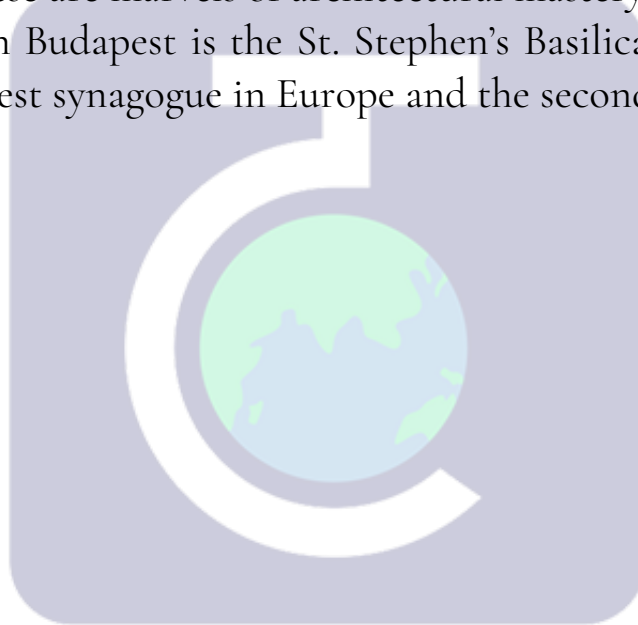 are marvels of architectural mastery
Budapest is the St. Stephen's Basilica
est synagogue in Europe and the second